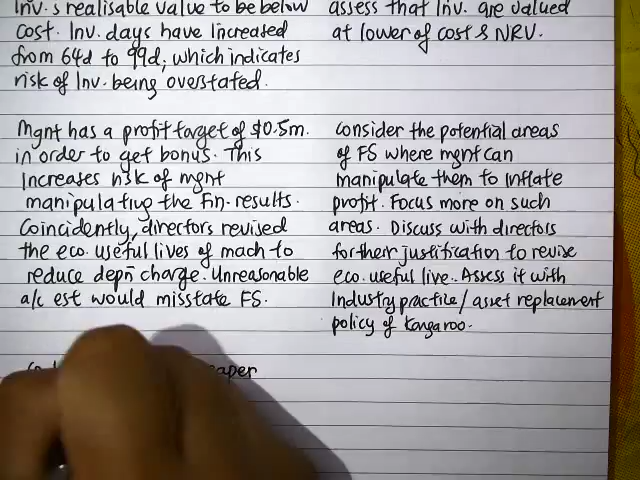 Inv.s realisable value to be below
cost. Inv. days have increased
from 64d to 99d, which indicates
risk of Inv. being overstated.
assess that Inv. are valued
at lower of cost & NRV.
Mgnt has a profit target of $0.5m.
in order to get bonus. This
Increases risk of mgnt
manipulating the Fin. results.
Coincidently, directors revised
the eco. useful lives of mach to
reduce depn charge. Unreasonable
a/c est would misstate FS.
consider the potential areas
of FS where mgnt can
manipulate them to inflate
profit. Focus more on such
areas. Discuss with directors
for their justification to revise
eco. useful live. Assess it with
Industry practice / asset replacement
policy of Kangaroo.